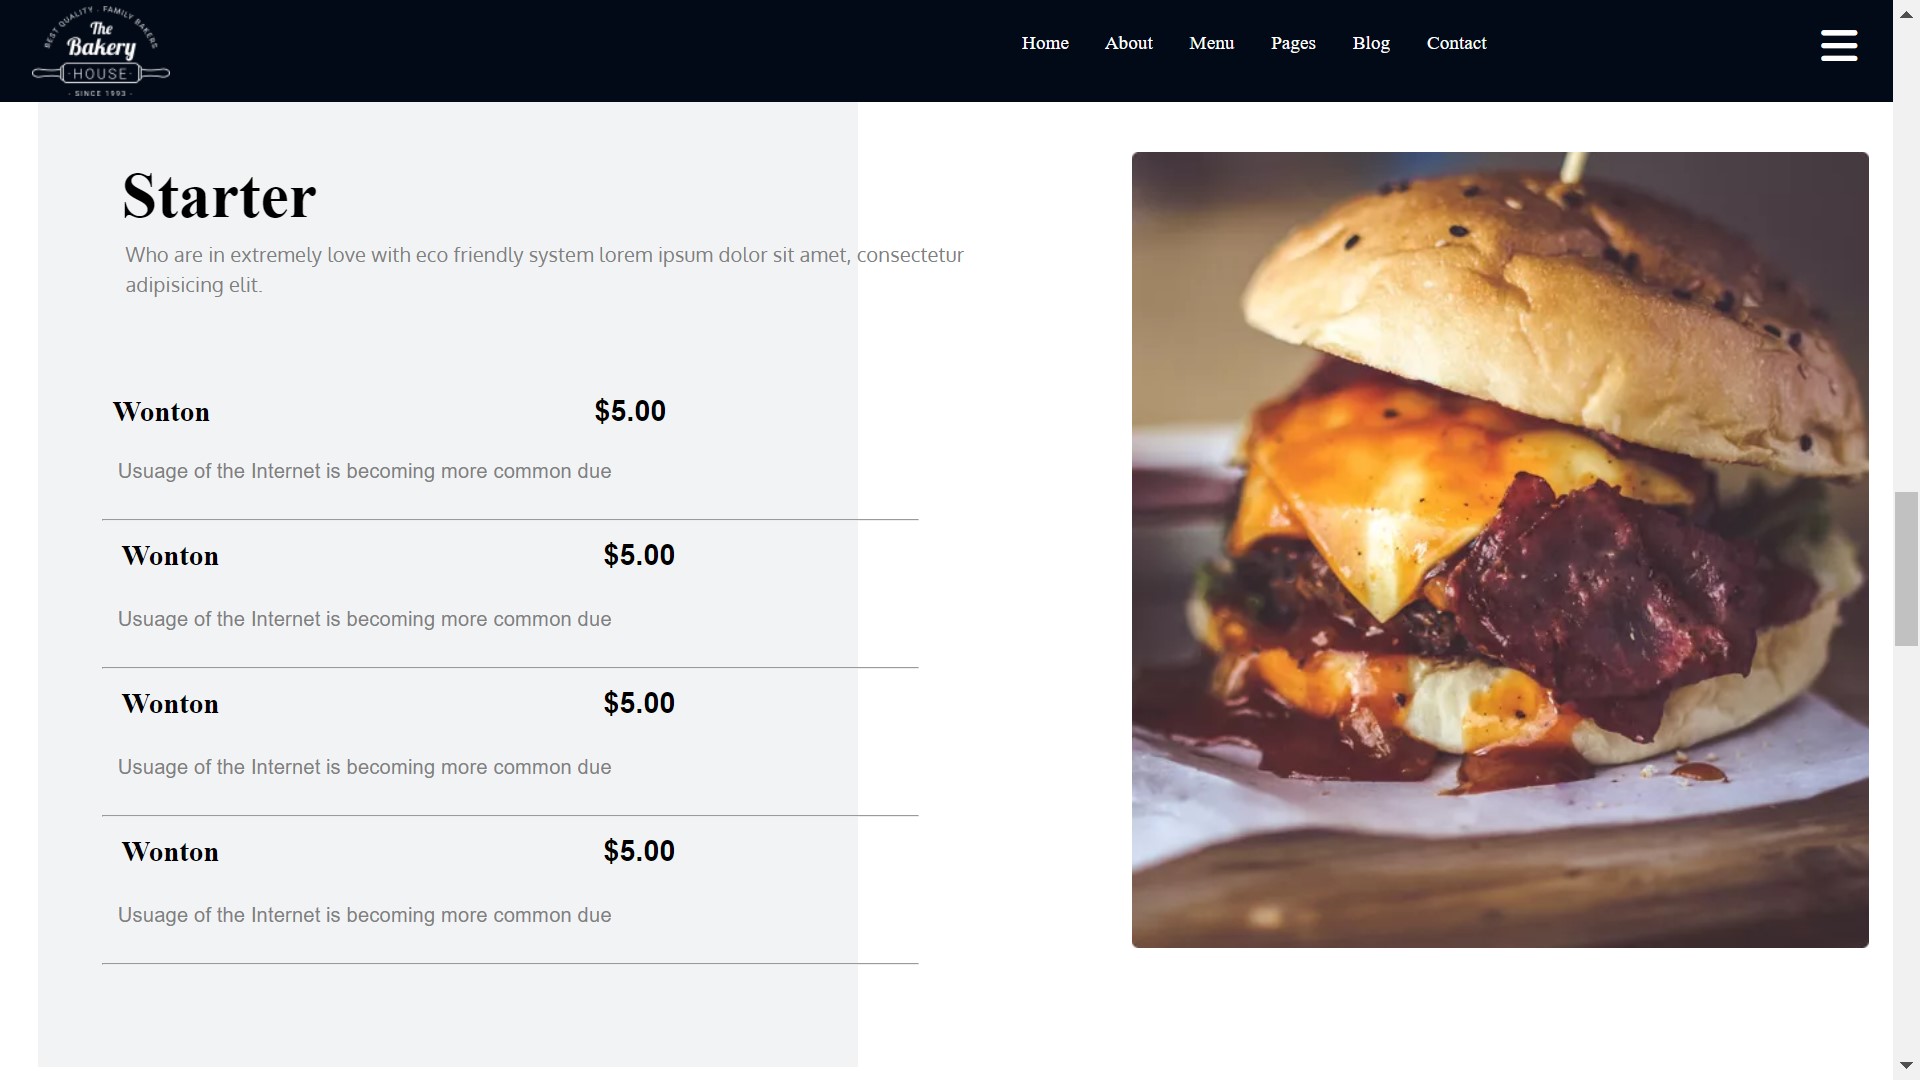 BEST QUALITY . FAMILY BAKERS
The
Bakery
· HOUSE ·
- SINCE 1993 -
Home About Menu Pages Blog Contact
Starter
Who are in extremely love with eco friendly system lorem ipsum dolor sit amet, consectetur
adipisicing elit.
Wonton $5.00
Usuage of the Internet is becoming more common due
Wonton $5.00
Usuage of the Internet is becoming more common due
Wonton $5.00
Usuage of the Internet is becoming more common due
Wonton $5.00
Usuage of the Internet is becoming more common due